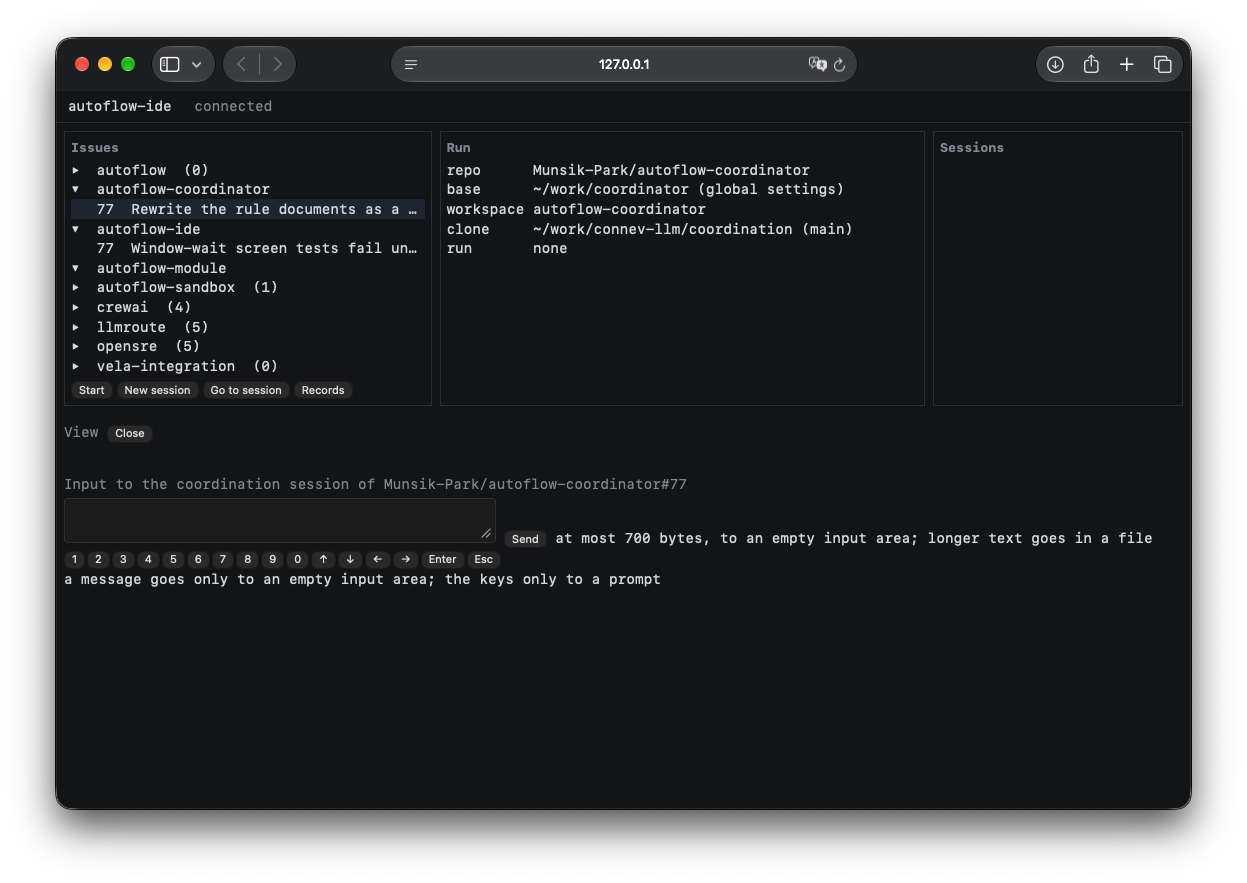 127.0.0.1
autoflow-ide connected
Issues
▸ autoflow (0)
▾ autoflow-coordinator
77 Rewrite the rule documents as a …
▾ autoflow-ide
77 Window-wait screen tests fail un…
▾ autoflow-module
▸ autoflow-sandbox (1)
▸ crewai (4)
▸ llmroute (5)
▸ opensre (5)
▸ vela-integration (0)
Start New session Go to session Records
Run
repo Munsik-Park/autoflow-coordinator
base ~/work/coordinator (global settings)
workspace autoflow-coordinator
clone ~/work/connev-llm/coordination (main)
run none
Sessions
View Close
Input to the coordination session of Munsik-Park/autoflow-coordinator#77
Send at most 700 bytes, to an empty input area; longer text goes in a file
1 2 3 4 5 6 7 8 9 0 ↑ ↓ ← → Enter Esc
a message goes only to an empty input area; the keys only to a prompt